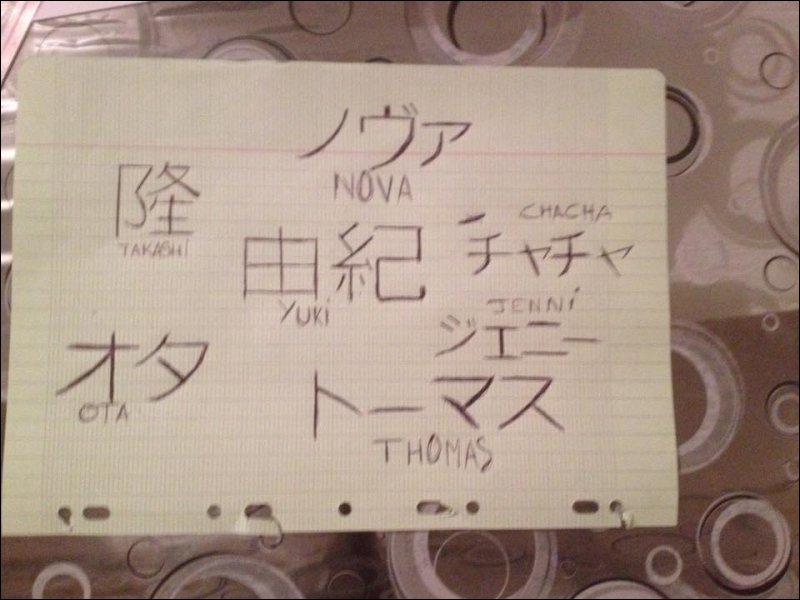 ノヴァ
NOVA
隆
TAKASHi
由紀
YUKi
CHACHA
チャチャ
JENNi
ジェニー
オタ
OTA
トーマス
THOMAS